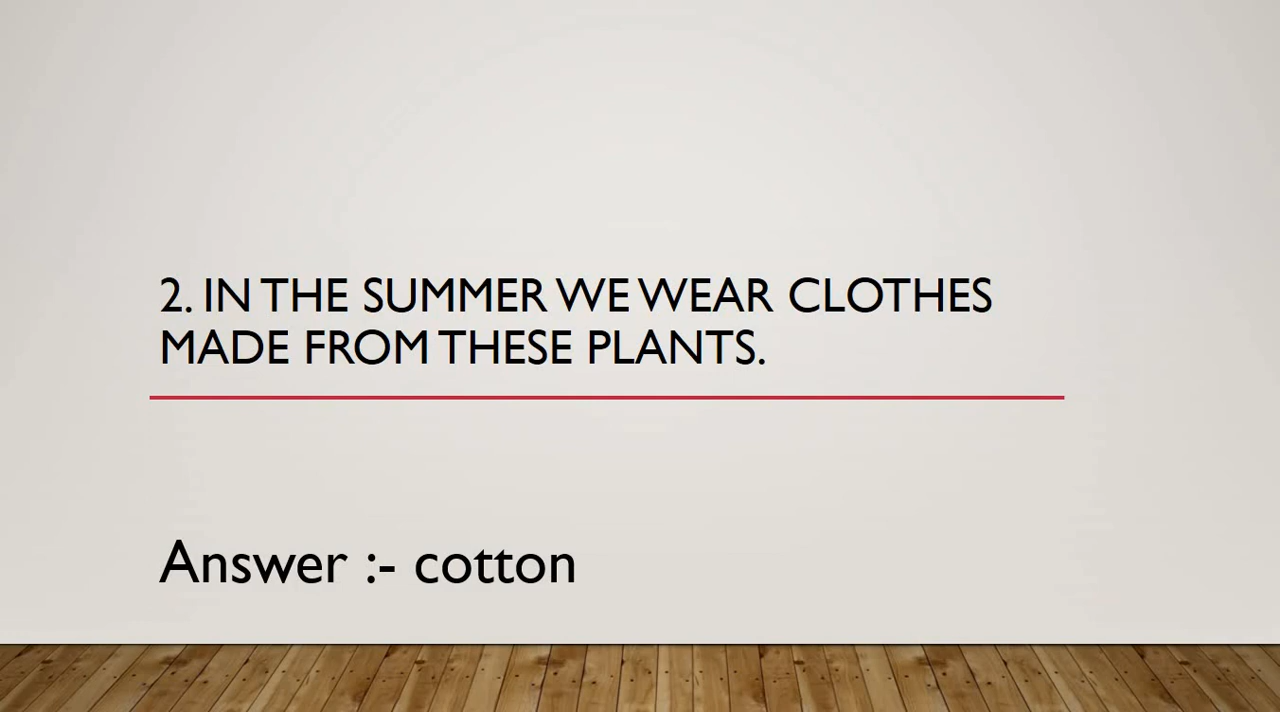 2. IN THE SUMMER WE WEAR CLOTHES
MADE FROM THESE PLANTS.
Answer :- cotton